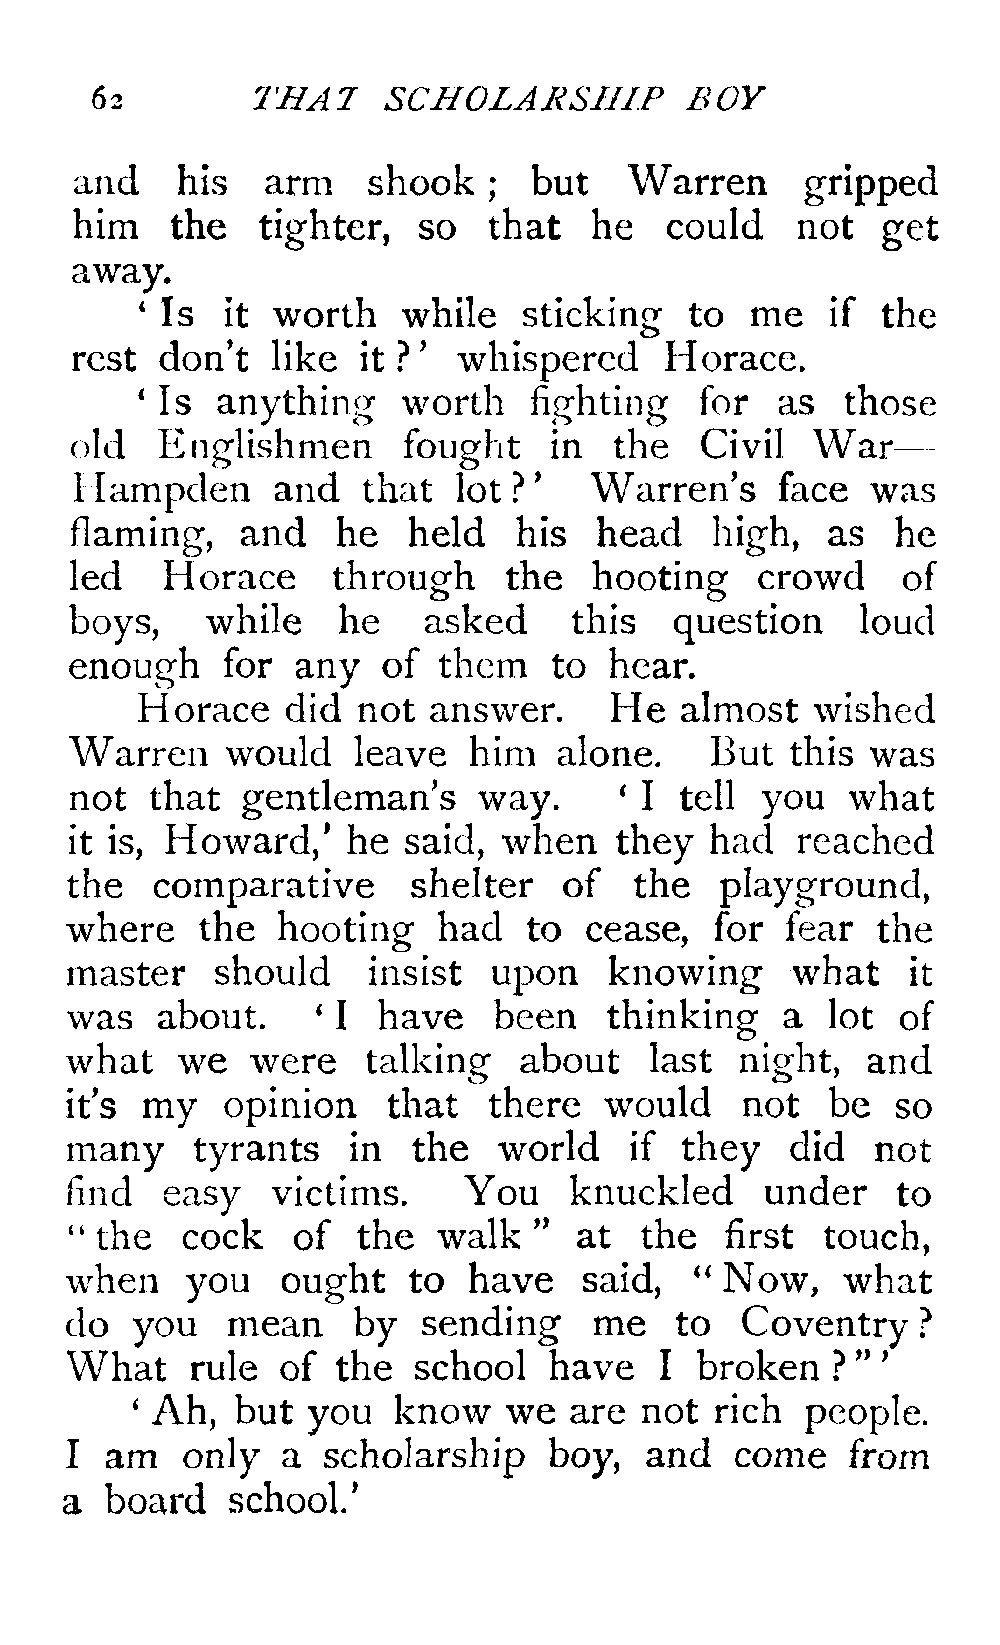 62 THAT SCHOLARSHIP BOY
and his arm shook ; but Warren gripped
him the tighter, so that he could not get
away.
‘ Is it worth while sticking to me if the
rest don’t like it ? ’ whispered Horace.
‘ Is anything worth fighting for as those
old Englishmen fought in the Civil War—
Hampden and that lot ? ’ Warren’s face was
flaming, and he held his head high, as he
led Horace through the hooting crowd of
boys, while he asked this question loud
enough for any of them to hear.
Horace did not answer. He almost wished
Warren would leave him alone. But this was
not that gentleman’s way. ‘ I tell you what
it is, Howard,’ he said, when they had reached
the comparative shelter of the playground,
where the hooting had to cease, for fear the
master should insist upon knowing what it
was about. ‘ I have been thinking a lot of
what we were talking about last night, and
it’s my opinion that there would not be so
many tyrants in the world if they did not
find easy victims. You knuckled under to
“ the cock of the walk ” at the first touch,
when you ought to have said, “ Now, what
do you mean by sending me to Coventry ?
What rule of the school have I broken ? ” ’
‘ Ah, but you know we are not rich people.
I am only a scholarship boy, and come from
a board school.’